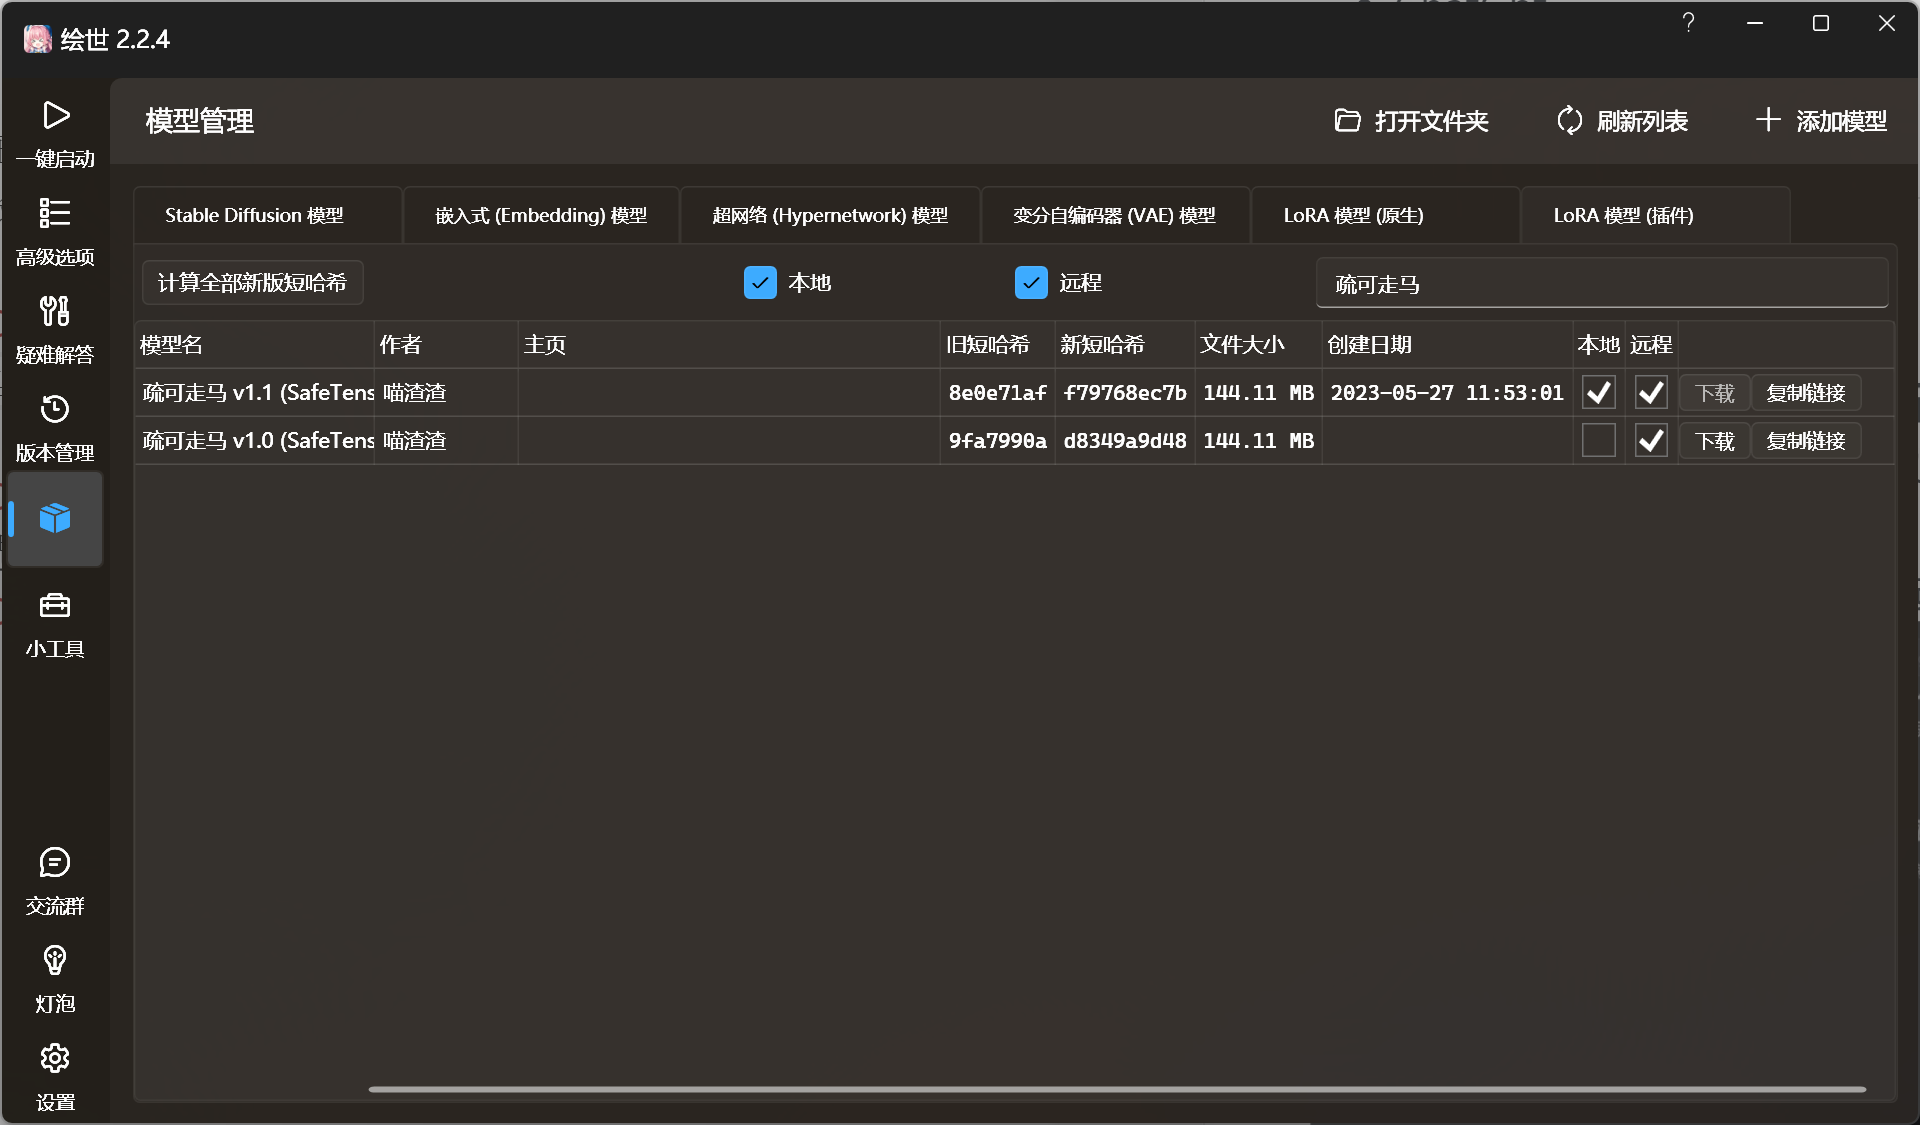 绘世 2.2.4
?
一键启动
高级选项
疑难解答
版本管理
小工具
交流群
灯泡
设置
模型管理
打开文件夹
刷新列表
添加模型
Stable Diffusion 模型
嵌入式 (Embedding) 模型
超网络 (Hypernetwork) 模型
变分自编码器 (VAE) 模型
LoRA 模型 (原生)
LoRA 模型 (插件)
计算全部新版短哈希
本地
远程
疏可走马
模型名 作者 主页 旧短哈希 新短哈希 文件大小 创建日期 本地 远程
疏可走马 v1.1 (SafeTens 喵渣渣 8e0e71af f79768ec7b 144.11 MB 2023-05-27 11:53:01 下载 复制链接
疏可走马 v1.0 (SafeTens 喵渣渣 9fa7990a d8349a9d48 144.11 MB 下载 复制链接